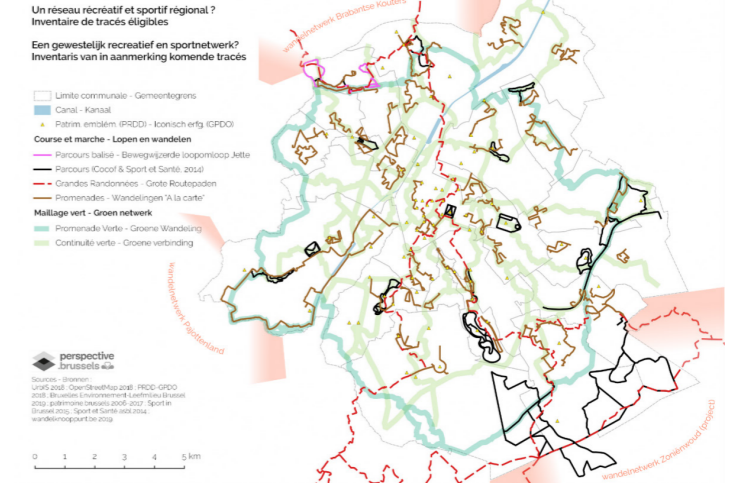 Un réseau récréatif et sportif régional ?
Inventaire de tracés éligibles
Een gewestelijk recreatief en sportnetwerk?
Inventaris van in aanmerking komende tracés
Limite communale - Gemeentegrens
Canal - Kanaal
Patrim. emblém (PRDD) - Iconisch erfg. (GPDO)
Course et marche - Lopen en wandelen
Parcours balisé - Bewegwijzerde loopomloop Jette
Parcours (Cocof & Sport et Santé, 2014)
Grandes Randonnées - Grote Routepaden
Promenades - Wandelingen "A la carte"
Maillage vert - Groen netwerk
Promenade Verte - Groene Wandeling
Continuité verte - Groene verbinding
wandelnetwerk Brabantse Kouters
wandelnetwerk Pajottenland
wandelnetwerk Zoniënwoud (project)
perspective
.brussels
Sources - Bronnen :
UrbIS 2018 ; OpenStreetMap 2018 ; PRDD-GPDO
2018 ; Bruxelles Environnement-Leefmilieu Brussel
2019 ; patrimoine.brussels 2006-2017 ; Sport in
Brussel 2015 ; Sport et Santé asbl 2014 ;
wandelknooppunt.be 2019
0 1 2 3 4 5 km